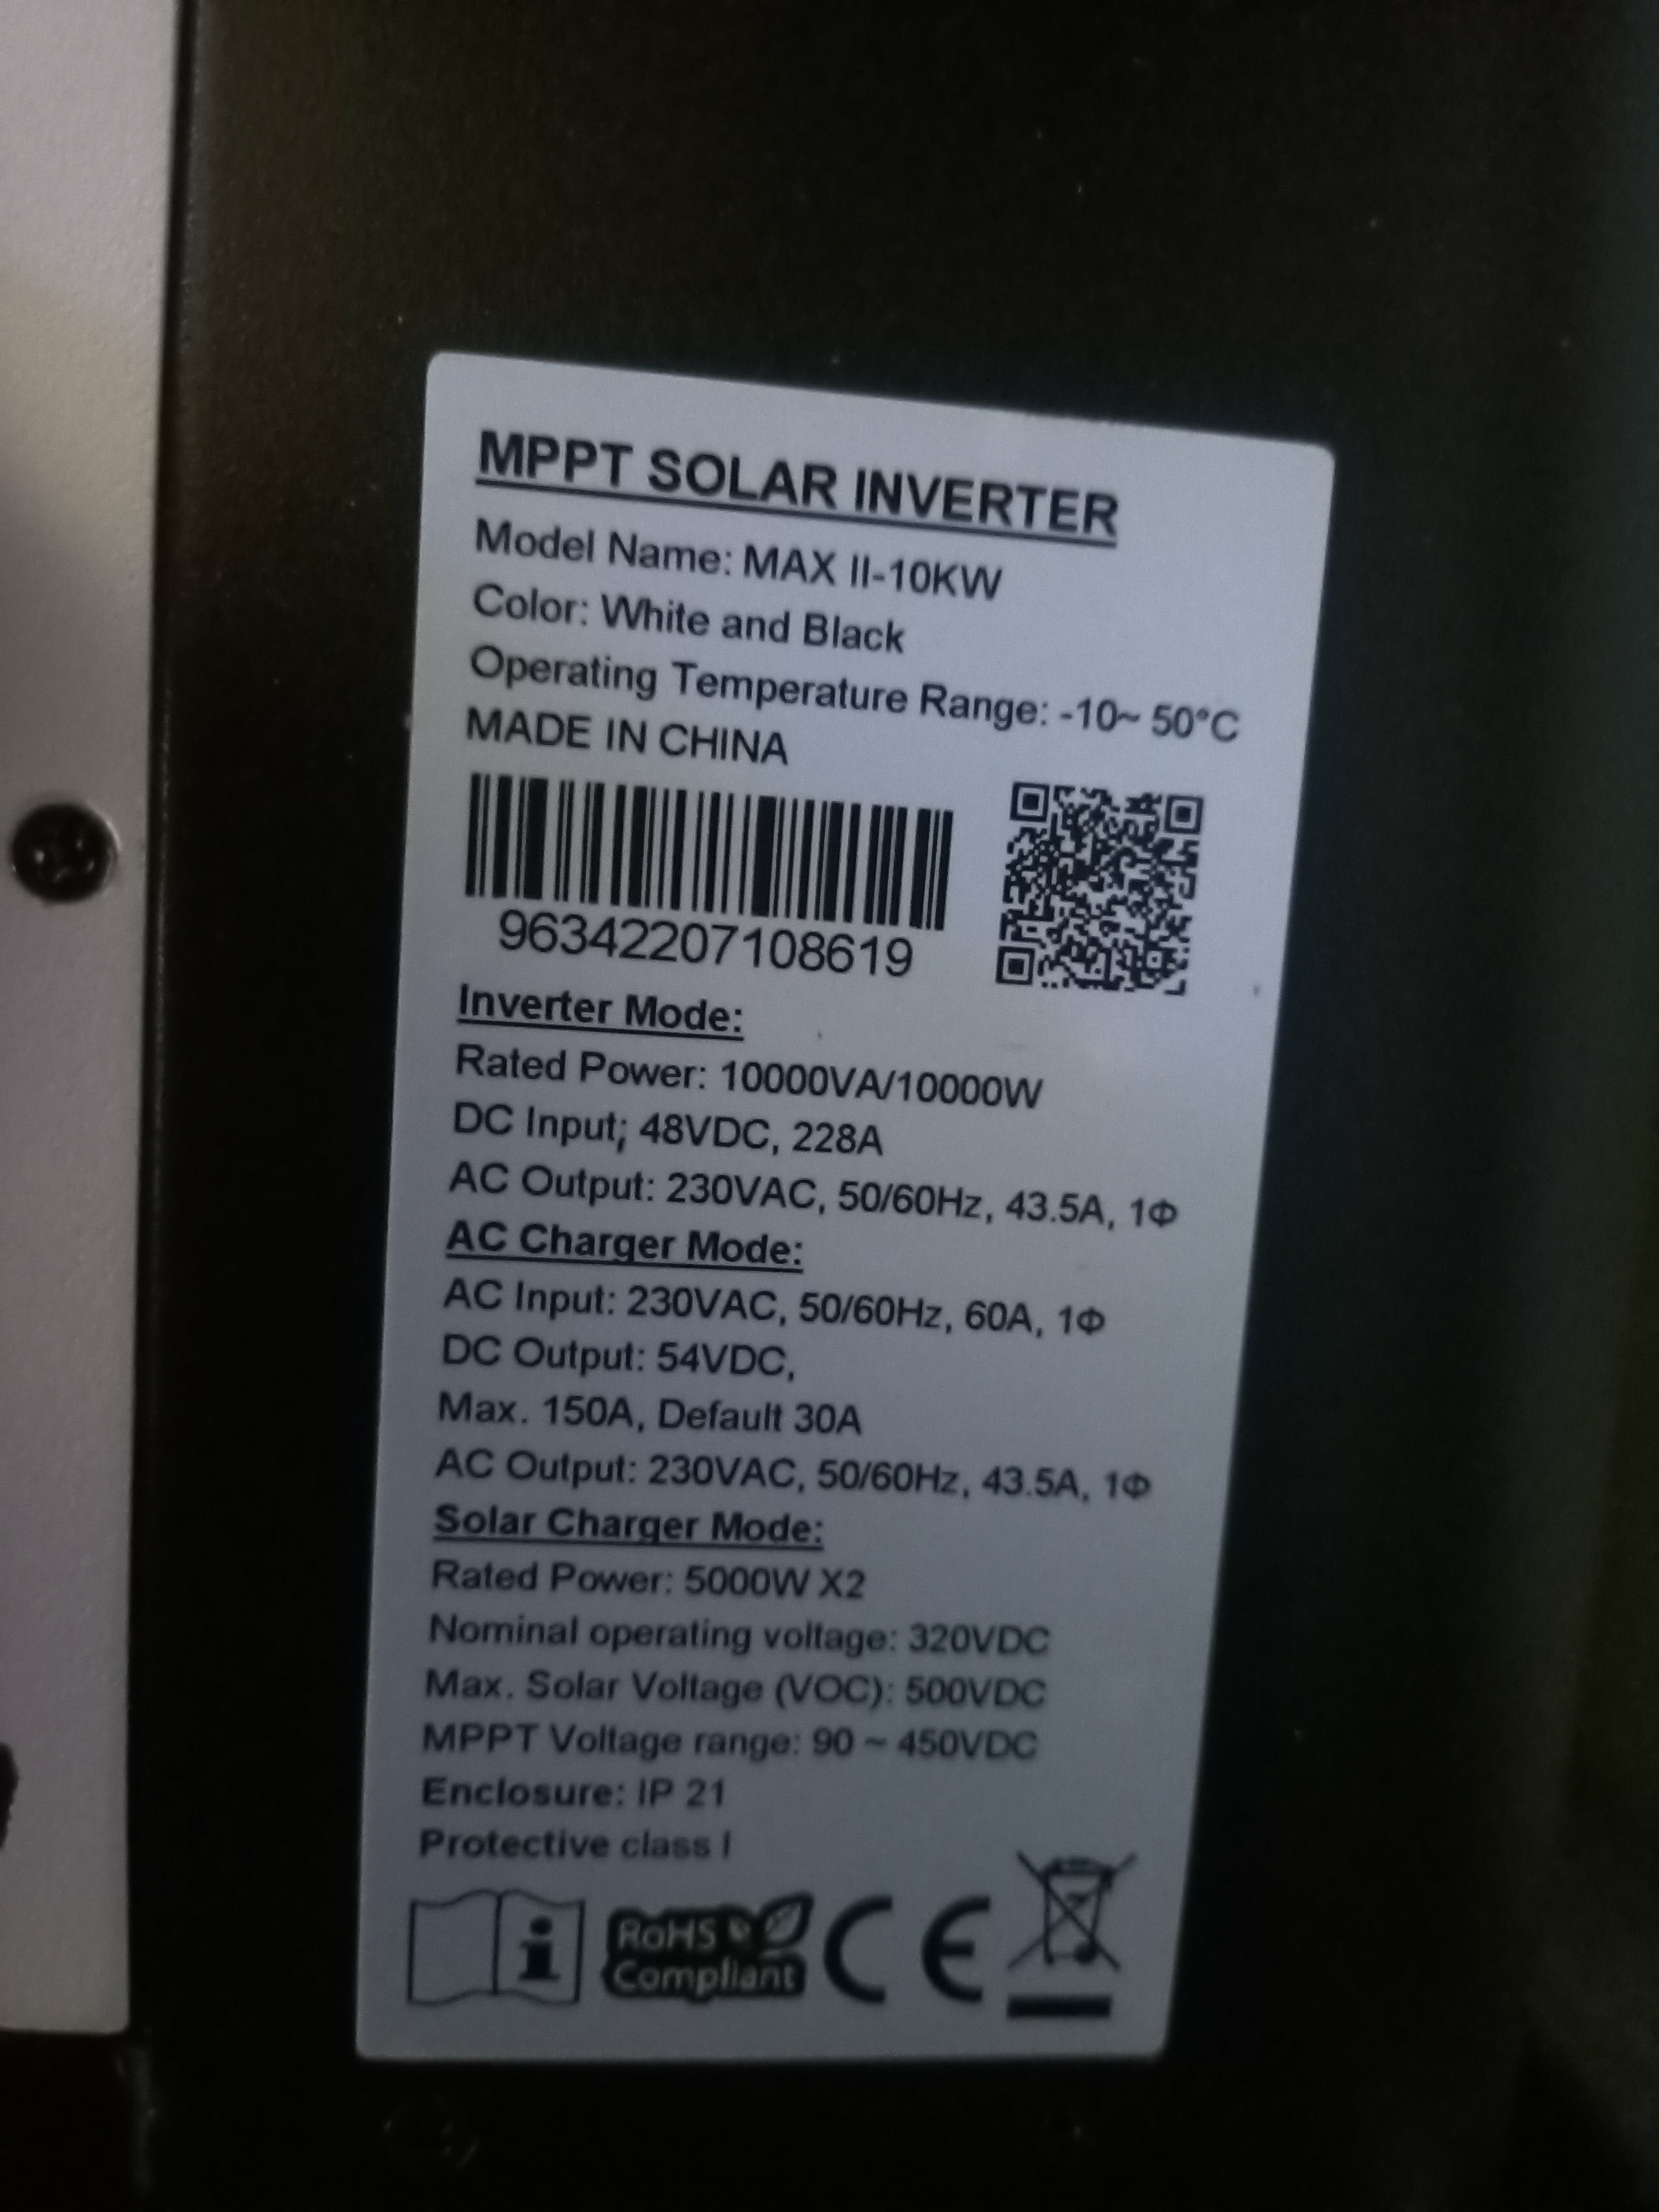 MPPT SOLAR INVERTER
Model Name: MAX II-10KW
Color: White and Black
Operating Temperature Range: -10~ 50°C
MADE IN CHINA
96342207108619
Inverter Mode:
Rated Power: 10000VA/10000W
DC Input; 48VDC, 228A
AC Output: 230VAC, 50/60Hz, 43.5A, 1Φ
AC Charger Mode:
AC Input: 230VAC, 50/60Hz, 60A, 1Φ
DC Output: 54VDC,
Max. 150A, Default 30A
AC Output: 230VAC, 50/60Hz, 43.5A, 1Φ
Solar Charger Mode:
Rated Power: 5000W X2
Nominal operating voltage: 320VDC
Max. Solar Voltage (VOC): 500VDC
MPPT Voltage range: 90 ~ 450VDC
Enclosure: IP 21
Protective class I
i
RoHS
Compliant
CE